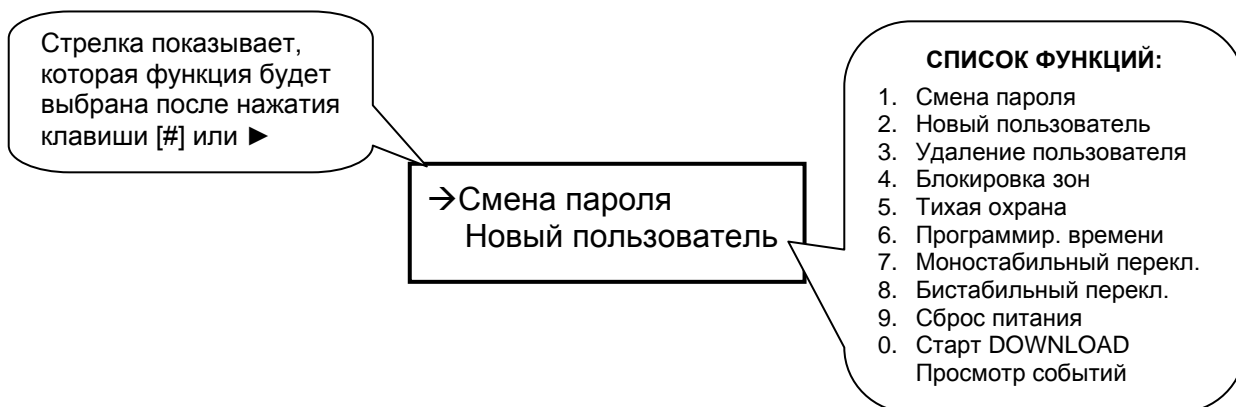 Стрелка показывает,
которая функция будет
выбрана после нажатия
клавиши [#] или ►
→Смена пароля
Новый пользователь
СПИСОК ФУНКЦИЙ:
1. Смена пароля
2. Новый пользователь
3. Удаление пользователя
4. Блокировка зон
5. Тихая охрана
6. Программир. времени
7. Моностабильный перекл.
8. Бистабильный перекл.
9. Сброс питания
0. Старт DOWNLOAD
Просмотр событий